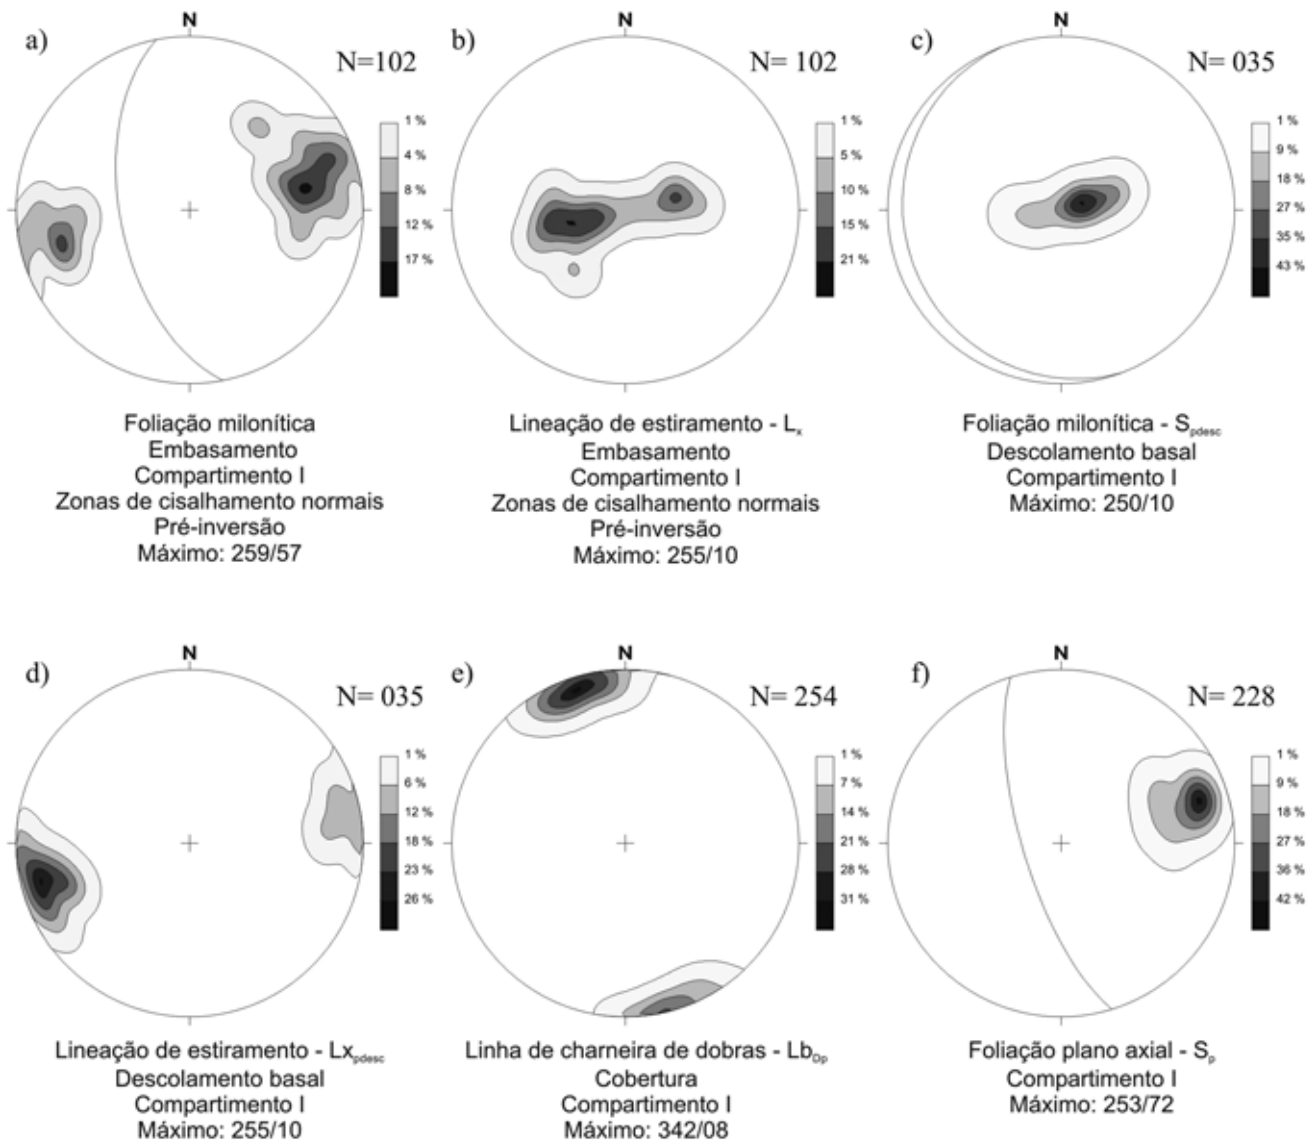 a)
N
N=102
1 %
4 %
8 %
12 %
17 %
Foliação milonítica
Embasamento
Compartimento I
Zonas de cisalhamento normais
Pré-inversão
Máximo: 259/57
b)
N
N= 102
1 %
5 %
10 %
15 %
21 %
Lineação de estiramento - Lx
Embasamento
Compartimento I
Zonas de cisalhamento normais
Pré-inversão
Máximo: 255/10
c)
N
N= 035
1 %
9 %
18 %
27 %
35 %
43 %
Foliação milonítica - Spdesc
Descolamento basal
Compartimento I
Máximo: 250/10
d)
N
N= 035
1 %
6 %
12 %
18 %
23 %
26 %
Lineação de estiramento - Lxpdesc
Descolamento basal
Compartimento I
Máximo: 255/10
e)
N
N= 254
1 %
7 %
14 %
21 %
28 %
31 %
Linha de charneira de dobras - LbDp
Cobertura
Compartimento I
Máximo: 342/08
f)
N
N= 228
1 %
9 %
18 %
27 %
36 %
42 %
Foliação plano axial - Sp
Compartimento I
Máximo: 253/72